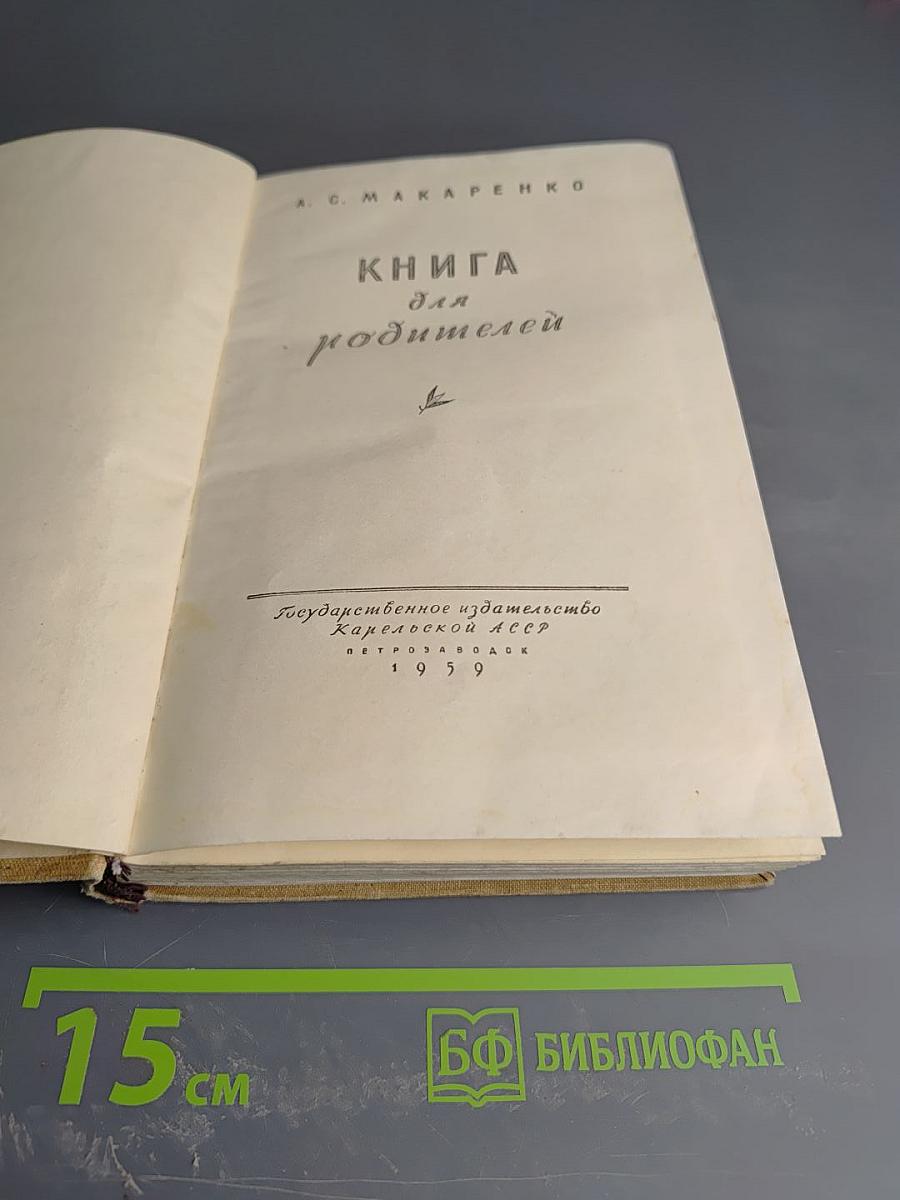 А. С. МАКАРЕНКО
КНИГА
для
родителей
Государственное издательство
Карельской АССР
ПЕТРОЗАВОДСК
1959
15 см
БФ БИБЛИОФАН